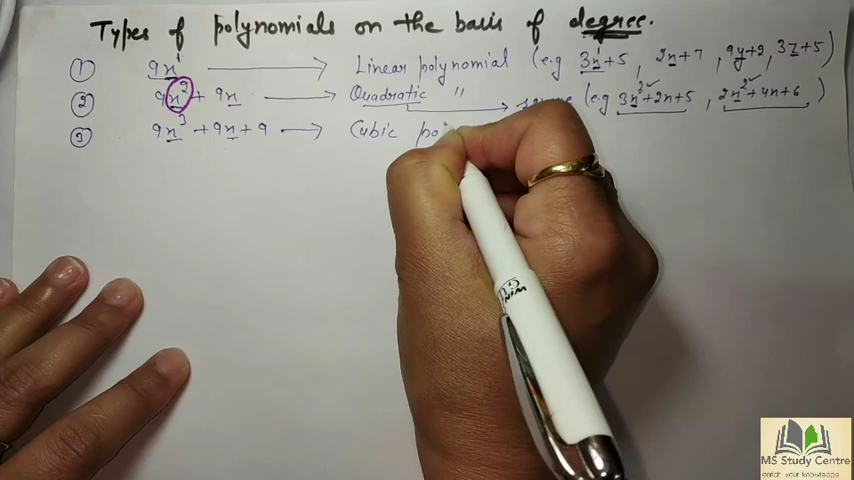 Types of polynomials on the basis of degree.
① 9x¹ → Linear polynomial (e.g 3x¹+5, 2x+7, 9y+2, 3z+5)
② 9x² + 9x → Quadratic " → (e.g 3x²+2x+5, 2x²+4x+6)
③ 9x³ + 9x + 9 → Cubic po
WIN
MS Study Centre
enrich your knowledge